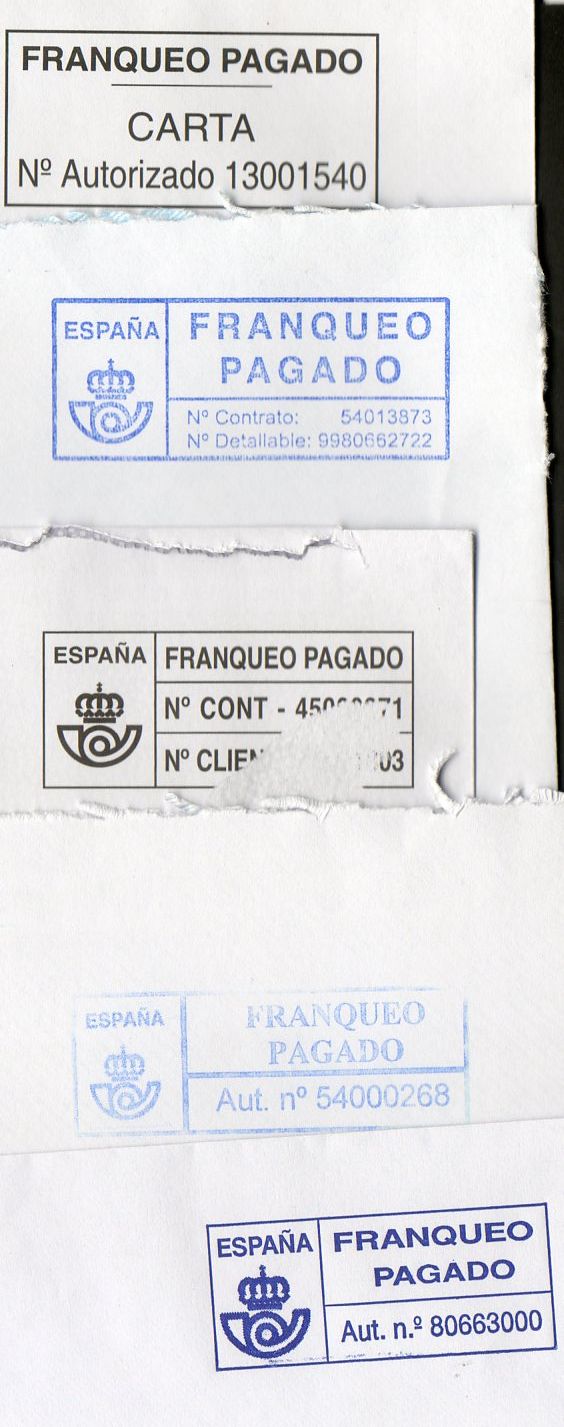 FRANQUEO PAGADO
CARTA
Nº Autorizado 13001540
ESPAÑA
FRANQUEO
PAGADO
Nº Contrato: 54013873
Nº Detallable: 9980662722
ESPAÑA
FRANQUEO PAGADO
Nº CONT -
Nº
ESPAÑA
FRANQUEO
PAGADO
Aut. nº 54000268
ESPAÑA
FRANQUEO
PAGADO
Aut. n.º 80663000